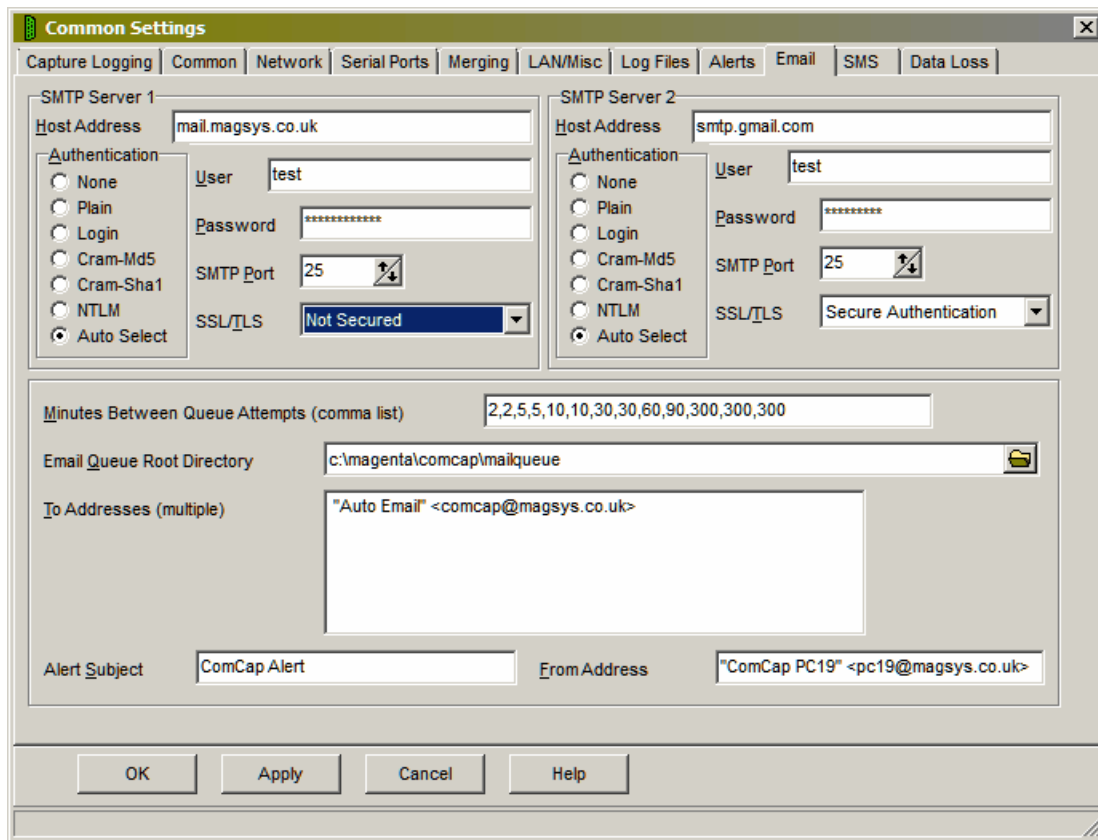 Common Settings
Capture Logging Common Network Serial Ports Merging LAN/Misc Log Files Alerts Email SMS Data Loss
SMTP Server 1
Host Address mail.magsys.co.uk
Authentication
None
Plain
Login
Cram-Md5
Cram-Sha1
NTLM
Auto Select
User test
Password ************
SMTP Port 25
SSL/TLS Not Secured
SMTP Server 2
Host Address smtp.gmail.com
Authentication
None
Plain
Login
Cram-Md5
Cram-Sha1
NTLM
Auto Select
User test
Password *********
SMTP Port 25
SSL/TLS Secure Authentication
Minutes Between Queue Attempts (comma list) 2,2,5,5,10,10,30,30,60,90,300,300,300
Email Queue Root Directory c:\magenta\comcap\mailqueue
To Addresses (multiple) "Auto Email" <comcap@magsys.co.uk>
Alert Subject ComCap Alert From Address "ComCap PC19" <pc19@magsys.co.uk>
OK Apply Cancel Help